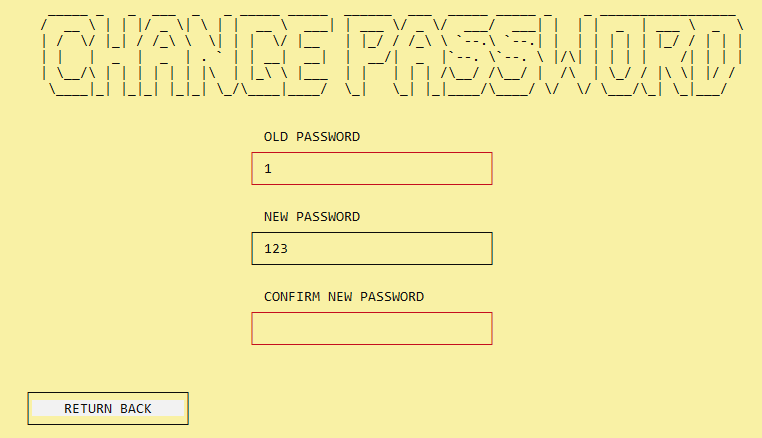 CHANGE PASSWORD
OLD PASSWORD
1
NEW PASSWORD
123
CONFIRM NEW PASSWORD
RETURN BACK